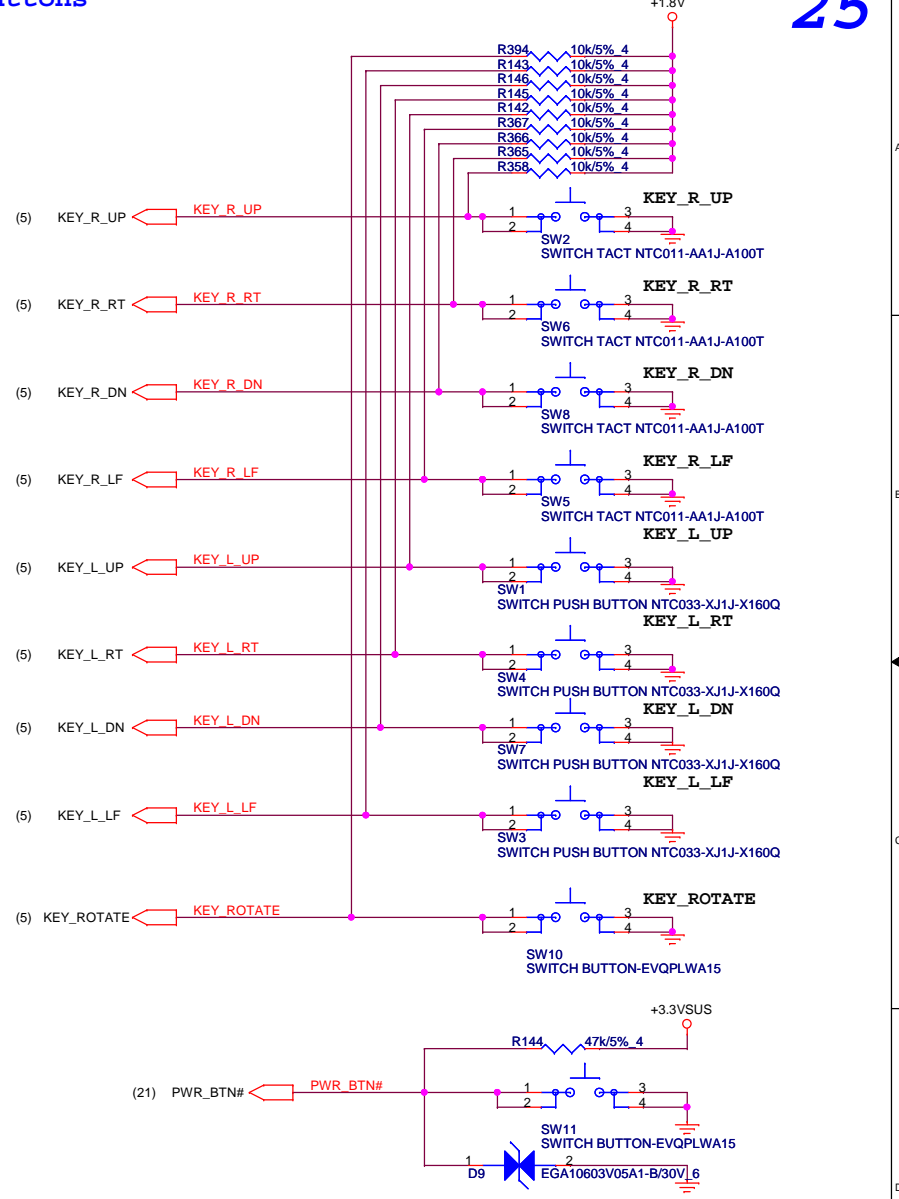 +1.8V
25
R394 10k/5%_4
R143 10k/5%_4
R146 10k/5%_4
R145 10k/5%_4
R142 10k/5%_4
R367 10k/5%_4
R366 10k/5%_4
R365 10k/5%_4
R358 10k/5%_4
A
KEY_R_UP
(5) KEY_R_UP KEY_R_UP 1 3
2 4
SW2
SWITCH TACT NTC011-AA1J-A100T
KEY_R_RT
(5) KEY_R_RT KEY_R_RT 1 3
2 4
SW6
SWITCH TACT NTC011-AA1J-A100T
KEY_R_DN
(5) KEY_R_DN KEY_R_DN 1 3
2 4
SW8
SWITCH TACT NTC011-AA1J-A100T
KEY_R_LF
(5) KEY_R_LF KEY_R_LF 1 3
2 4
SW5
SWITCH TACT NTC011-AA1J-A100T
KEY_L_UP
(5) KEY_L_UP KEY_L_UP 1 3
2 4
SW1
SWITCH PUSH BUTTON NTC033-XJ1J-X160Q
KEY_L_RT
(5) KEY_L_RT KEY_L_RT 1 3
2 4
SW4
SWITCH PUSH BUTTON NTC033-XJ1J-X160Q
KEY_L_DN
(5) KEY_L_DN KEY_L_DN 1 3
2 4
SW7
SWITCH PUSH BUTTON NTC033-XJ1J-X160Q
KEY_L_LF
(5) KEY_L_LF KEY_L_LF 1 3
2 4
SW3
SWITCH PUSH BUTTON NTC033-XJ1J-X160Q
KEY_ROTATE
(5) KEY_ROTATE KEY_ROTATE 1 3
2 4
SW10
SWITCH BUTTON-EVQPLWA15
+3.3VSUS
R144 47k/5%_4
(21) PWR_BTN# PWR_BTN# 1 3
2 4
SW11
SWITCH BUTTON-EVQPLWA15
1 2
D9 EGA10603V05A1-B/30V_6